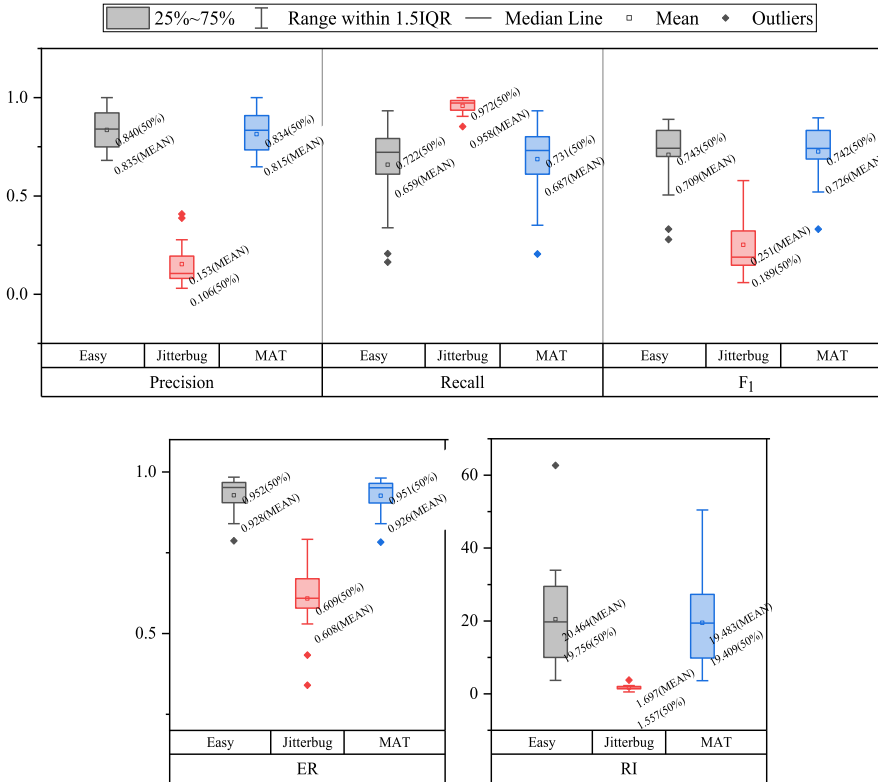 25%~75% Range within 1.5IQR Median Line Mean Outliers
1.0
0.0
0.840(50%)
0.835(MEAN)
0.153(MEAN)
0.106(50%)
0.834(50%)
0.815(MEAN)
0.722(50%)
0.659(MEAN)
0.972(50%)
0.958(MEAN)
0.731(50%)
0.687(MEAN)
0.743(50%)
0.709(MEAN)
0.251(MEAN)
0.189(50%)
0.742(50%)
0.726(MEAN)
Easy Jitterbug MAT Easy Jitterbug MAT Easy Jitterbug MAT
Precision Recall F1
1.0
0.5
0.952(50%)
0.928(MEAN)
0.609(50%)
0.608(MEAN)
0.951(50%)
0.926(MEAN)
Easy Jitterbug MAT
ER
60
40
20
0
20.464(MEAN)
19.756(50%)
1.697(MEAN)
1.557(50%)
19.483(MEAN)
19.409(50%)
Easy Jitterbug MAT
RI